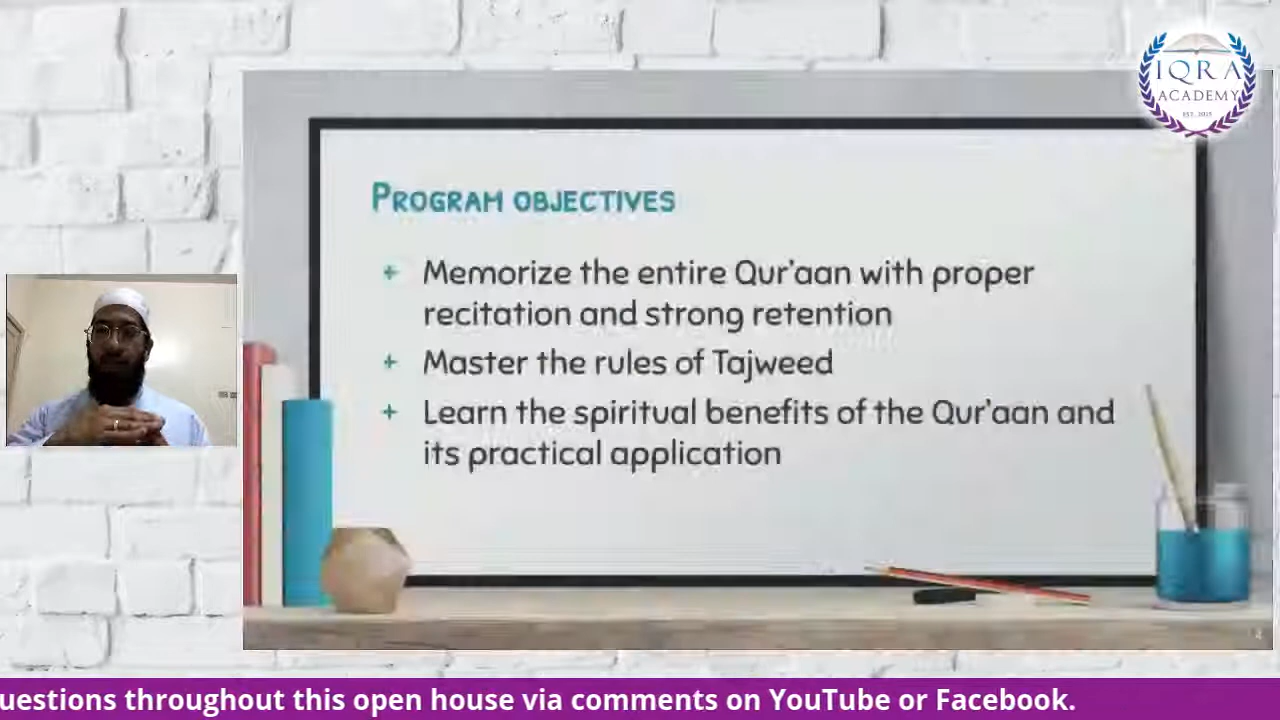 IQRA
ACADEMY
EST. 2015
PROGRAM OBJECTIVES
+ Memorize the entire Qur'aan with proper
recitation and strong retention
+ Master the rules of Tajweed
+ Learn the spiritual benefits of the Qur'aan and
its practical application
uestions throughout this open house via comments on YouTube or Facebook.